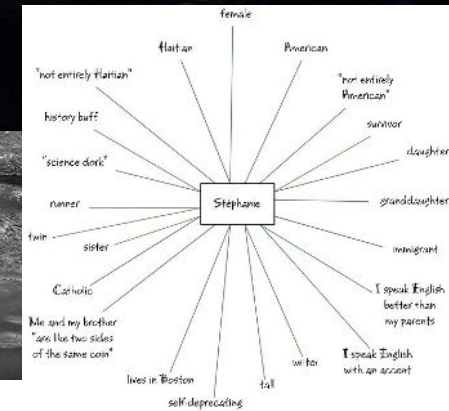 female
Haitian
American
"not entirely Haitian"
"not entirely
American"
history buff
survivor
"science dork"
daughter
runner
Stéphanie
granddaughter
twin
sister
immigrant
Catholic
I speak English
better than
my parents
Me and my brother
"are like two sides
of the same coin"
I speak English
with an accent
writer
lives in Boston
tall
self-deprecating